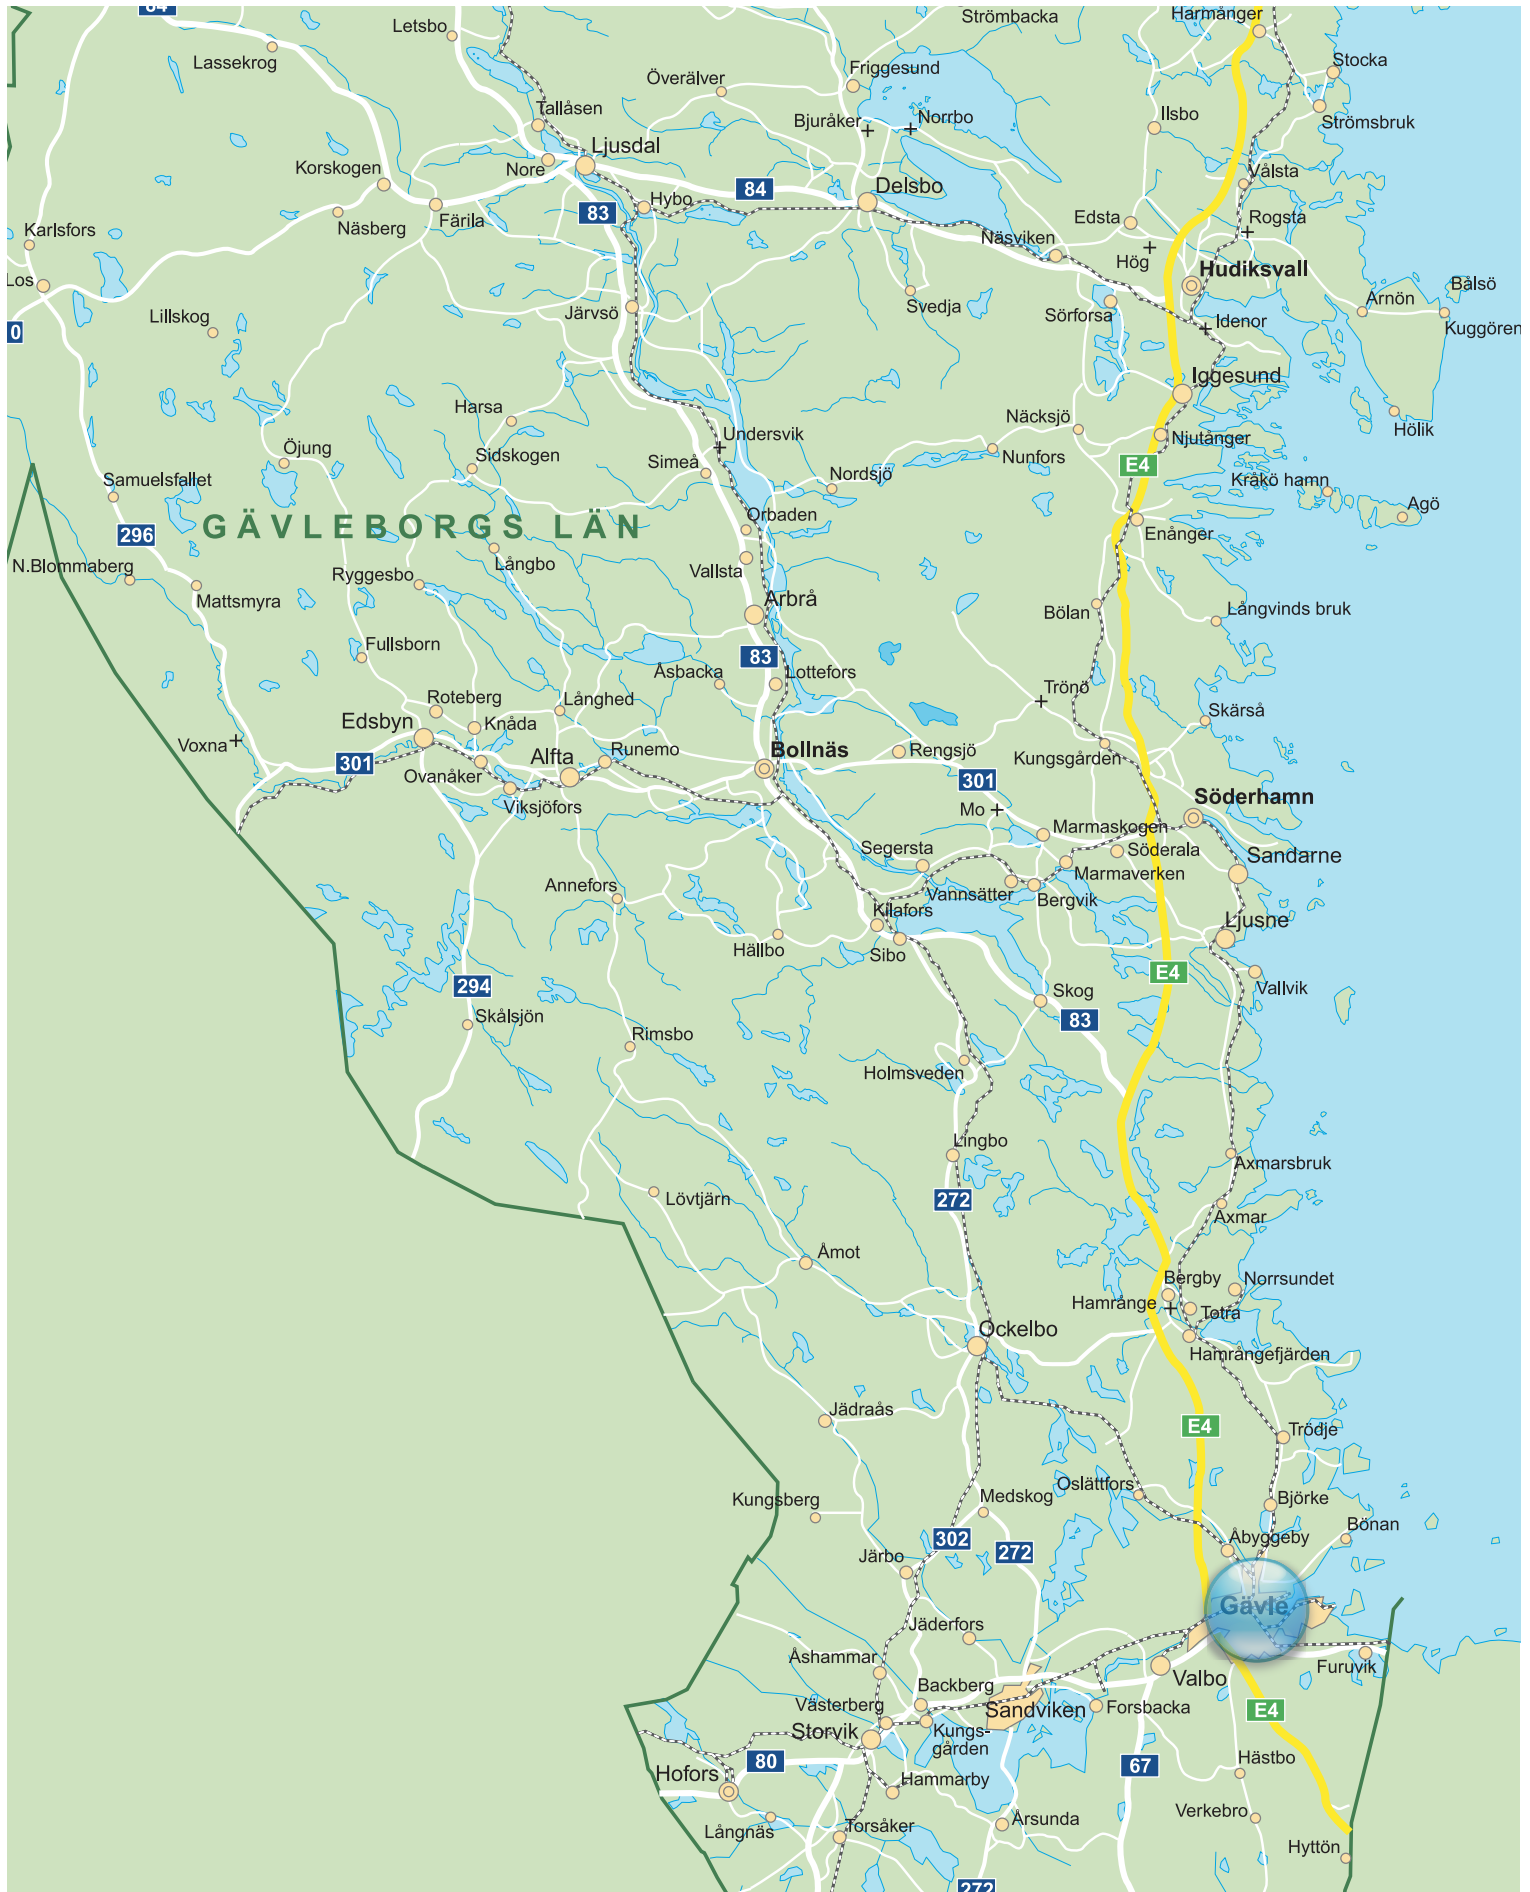 64
Letsbo
Strömbacka
Harmånger
Lassekrog
Stocka
Överälver
Friggesund
Tallåsen
Bjuråker
Norrbo
Ilsbo
Strömsbruk
Ljusdal
Korskogen
Nore
Vålsta
84
Delsbo
Hybo
83
Näsberg
Färila
Edsta
Rogsta
Karlsfors
Näsviken
Hög
Hudiksvall
Los
Bålsö
Svedja
Arnön
Lillskog
Järvsö
Sörforsa
Idenor
Kuggören
0
Iggesund
Harsa
Näcksjö
Hölik
Undersvik
Njutånger
Öjung
Sidskogen
Simeå
Nunfors
E4
Samuelsfallet
Nordsjö
Kråkö hamn
Agö
Orbaden
GÄVLEBORGS LÄN
296
Enånger
N.Blommaberg
Långbo
Vallsta
Ryggesbo
Mattsmyra
Arbrå
Bölan
Långvinds bruk
Fullsborn
83
Åsbacka
Lottefors
Trönö
Roteberg
Långhed
Edsbyn
Knåda
Skärså
Voxna
Bollnäs
Runemo
Rengsjö
Alfta
Kungsgården
301
Ovanåker
301
Viksjöfors
Söderhamn
Mo
Marmaskogen
Segersta
Söderala
Sandarne
Marmaverken
Annefors
Vannsätter
Bergvik
Kilafors
Ljusne
Hällbo
Sibo
E4
294
Vallvik
Skog
Skålsjön
83
Rimsbo
Holmsveden
Lingbo
Axmarsbruk
Lövtjärn
272
Axmar
Åmot
Bergby
Norrsundet
Hamrånge
Totra
Ockelbo
Hamrångefjärden
Jädraås
E4
Trödje
Oslättfors
Kungsberg
Medskog
Björke
Bönan
302
Åbyggeby
272
Järbo
Gävle
Jäderfors
Åshammar
Furuvik
Valbo
Backberg
Västerberg
Sandviken
Forsbacka
E4
Storvik
Kungs-
gården
80
Hästbo
67
Hofors
Hammarby
Verkebro
Långnäs
Torsåker
Årsunda
Hyttön
272